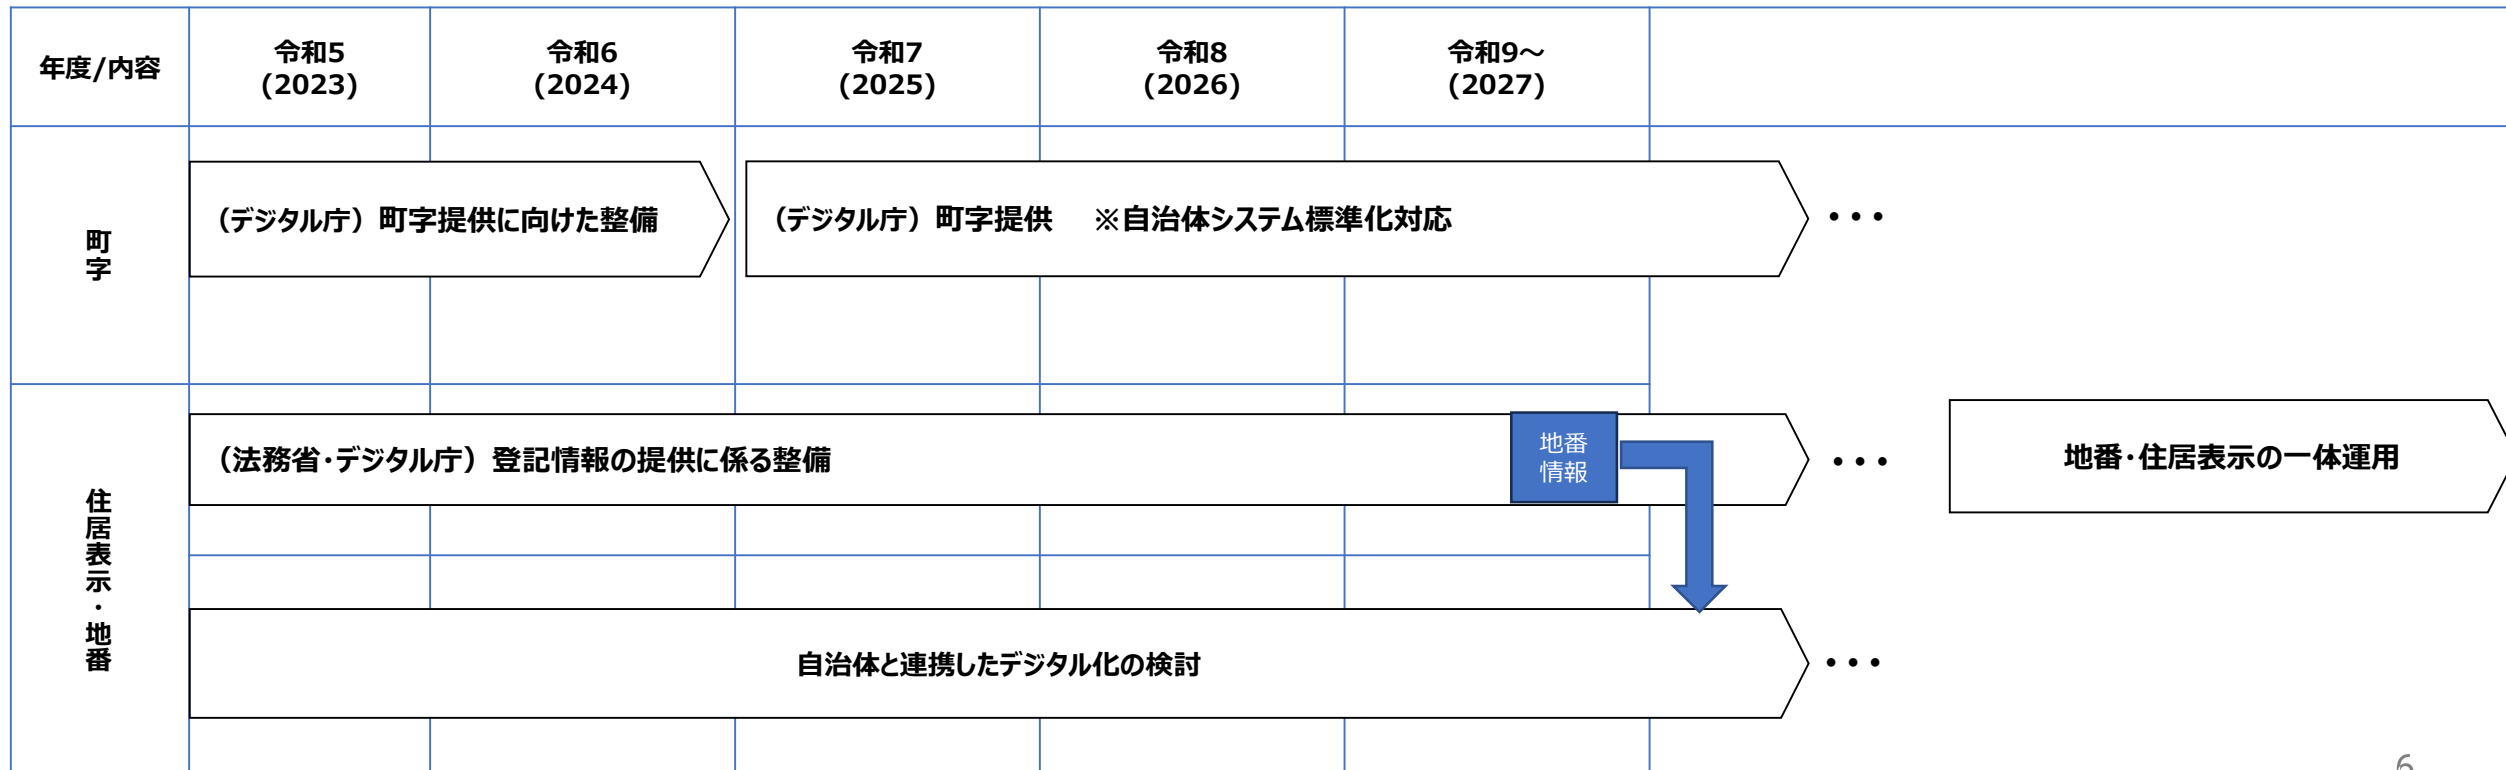 年度/内容
令和5
(2023)
令和6
(2024)
令和7
(2025)
令和8
(2026)
令和9～
(2027)
町字
（デジタル庁）町字提供に向けた整備
（デジタル庁）町字提供　※自治体システム標準化対応
・・・
住居表示・地番
（法務省・デジタル庁）登記情報の提供に係る整備
地番
情報
・・・
地番・住居表示の一体運用
自治体と連携したデジタル化の検討
・・・
6